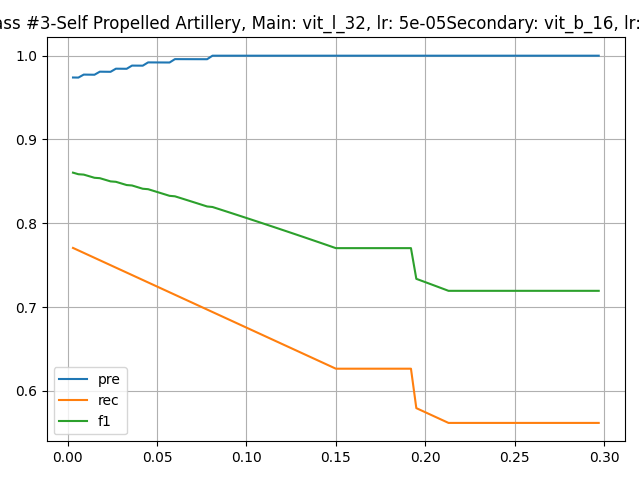 ass #3-Self Propelled Artillery, Main: vit_l_32, lr: 5e-05Secondary: vit_b_16, lr:
1.0
0.9
0.8
0.7
0.6
pre
rec
f1
0.00 0.05 0.10 0.15 0.20 0.25 0.30